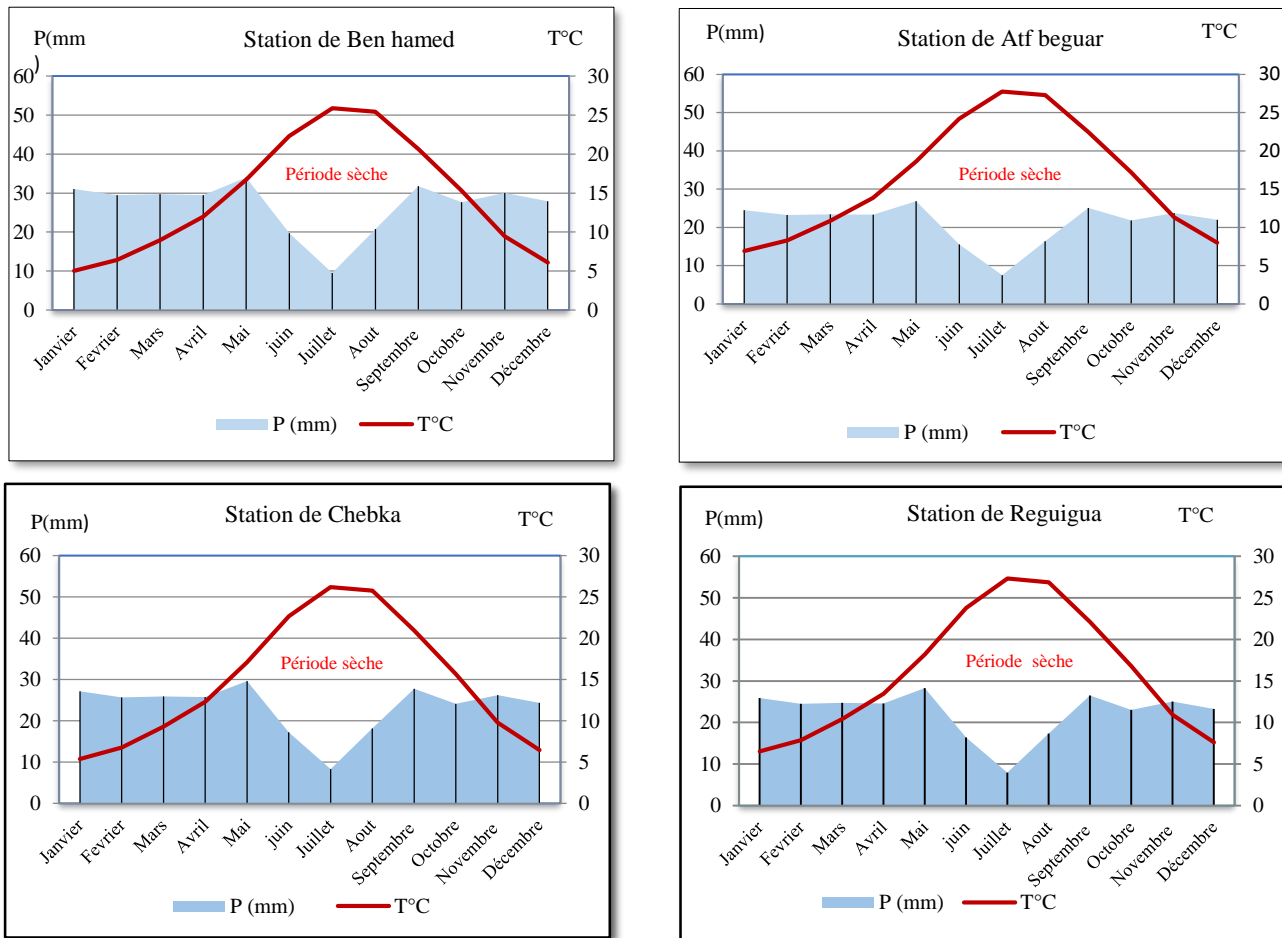 P(mm
)
Station de Ben hamed
T°C
60
50
40
30
20
10
0
30
25
20
15
10
5
0
Période sèche
Janvier
Fevrier
Mars
Avril
Mai
juin
Juillet
Aout
Septembre
Octobre
Novembre
Décembre
P (mm)
T°C
P(mm)
Station de Atf beguar
T°C
60
50
40
30
20
10
0
30
25
20
15
10
5
0
Période sèche
Janvier
Fevrier
Mars
Avril
Mai
juin
Juillet
Aout
Septembre
Octobre
Novembre
Décembre
P (mm)
T°C
P(mm)
Station de Chebka
T°C
60
50
40
30
20
10
0
30
25
20
15
10
5
0
Période sèche
Janvier
Fevrier
Mars
Avril
Mai
juin
Juillet
Aout
Septembre
Octobre
Novembre
Décembre
P (mm)
T°C
P(mm)
Station de Reguigua
T°C
60
50
40
30
20
10
0
30
25
20
15
10
5
0
Période sèche
Janvier
Fevrier
Mars
Avril
Mai
juin
Juillet
Aout
Septembre
Octobre
Novembre
Décembre
P (mm)
T°C